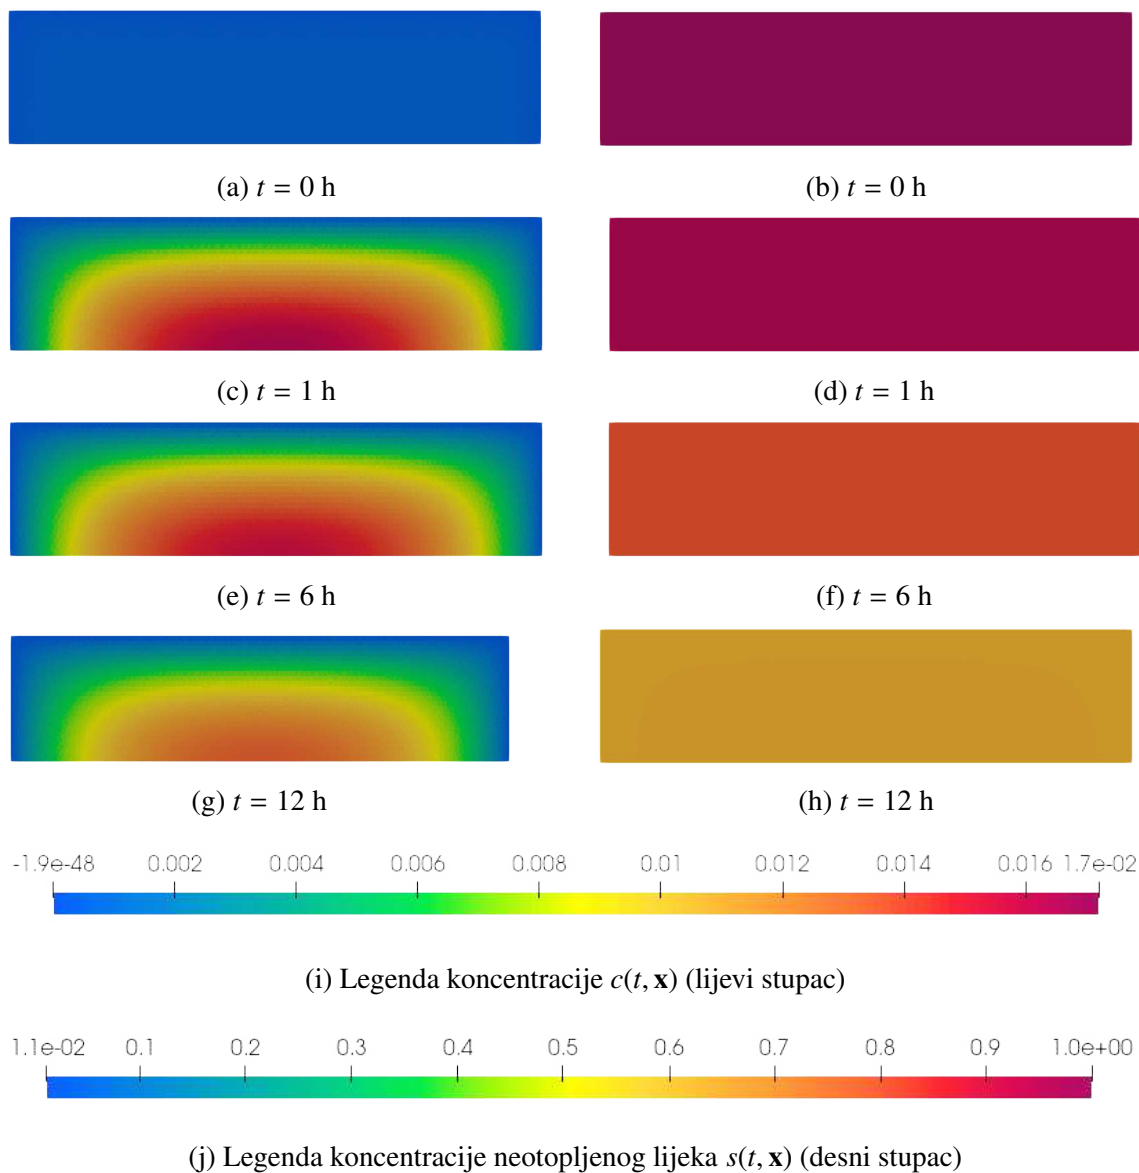 (a) t = 0 h
(b) t = 0 h
(c) t = 1 h
(d) t = 1 h
(e) t = 6 h
(f) t = 6 h
(g) t = 12 h
(h) t = 12 h
-1.9e-48 0.002 0.004 0.006 0.008 0.01 0.012 0.014 0.016 1.7e-02
(i) Legenda koncentracije c(t, x) (lijevi stupac)
1.1e-02 0.1 0.2 0.3 0.4 0.5 0.6 0.7 0.8 0.9 1.0e+00
(j) Legenda koncentracije neotopljenog lijeka s(t, x) (desni stupac)